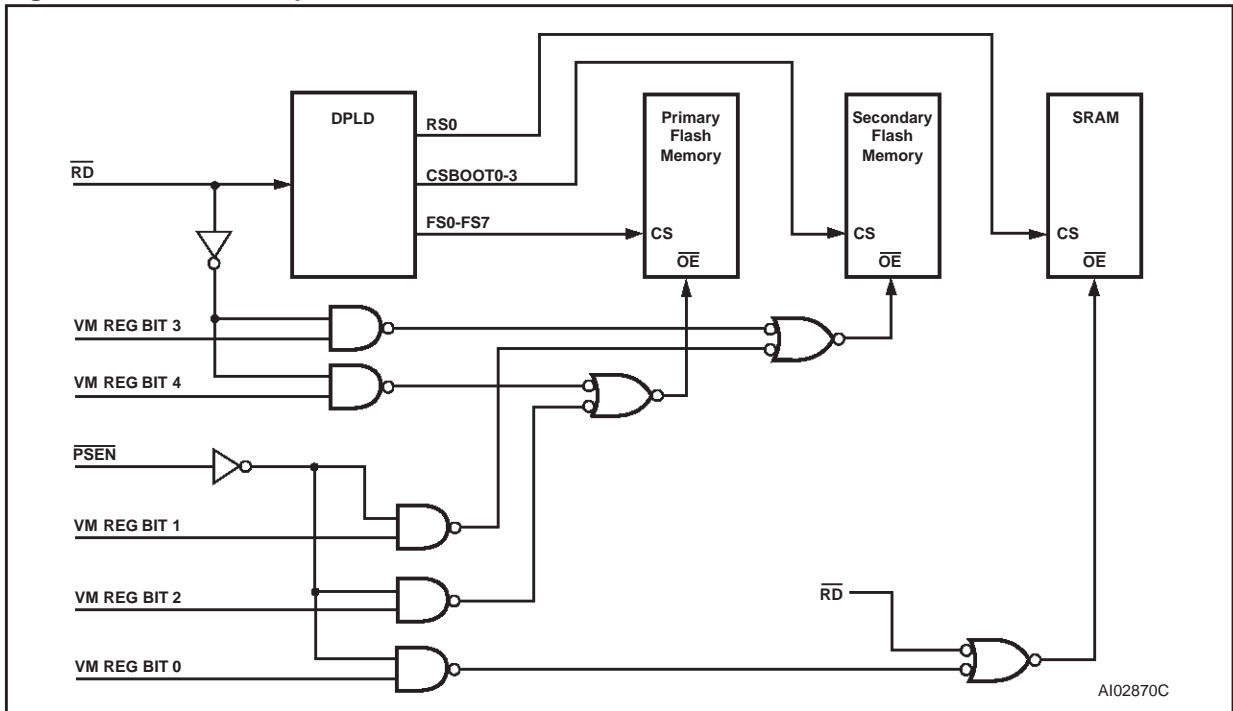 DPLD
RS0
CSBOOT0-3
FS0-FS7
Primary
Flash
Memory
CS
OE
Secondary
Flash
Memory
CS
OE
SRAM
CS
OE
RD
VM REG BIT 3
VM REG BIT 4
PSEN
VM REG BIT 1
VM REG BIT 2
VM REG BIT 0
RD
AI02870C